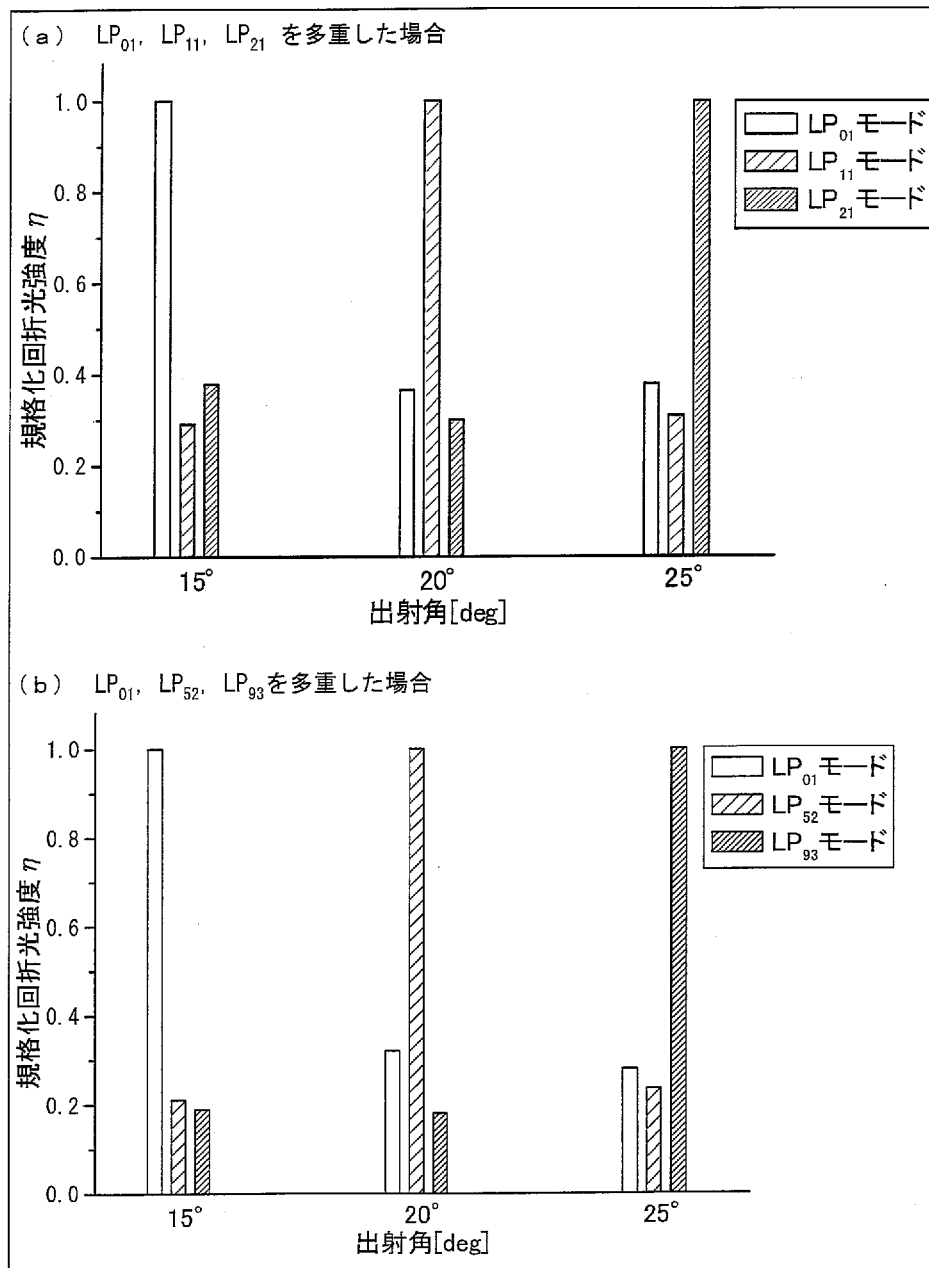 (a) LP₀₁, LP₁₁, LP₂₁ を多重した場合
1.0
0.8
0.6
0.4
0.2
0.0
規格化回折光強度 η
15°
20°
25°
出射角[deg]
LP₀₁モード
LP₁₁モード
LP₂₁モード
(b) LP₀₁, LP₅₂, LP₉₃を多重した場合
1.0
0.8
0.6
0.4
0.2
0.0
規格化回折光強度 η
15°
20°
25°
出射角[deg]
LP₀₁モード
LP₅₂モード
LP₉₃モード